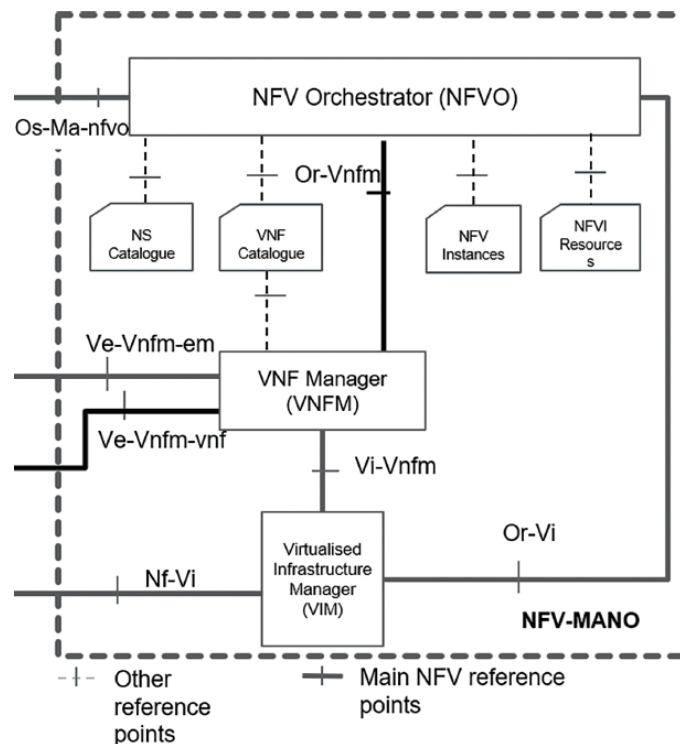 NFV Orchestrator (NFVO)
Os-Ma-nfvo
Or-Vnfm
NS
Catalogue
VNF
Catalogue
NFV
Instances
NFVI
Resource
s
Ve-Vnfm-em
VNF Manager
(VNFM)
Ve-Vnfm-vnf
Vi-Vnfm
Virtualised
Infrastructure
Manager
(VIM)
Or-Vi
Nf-Vi
NFV-MANO
Other
reference
points
Main NFV reference
points